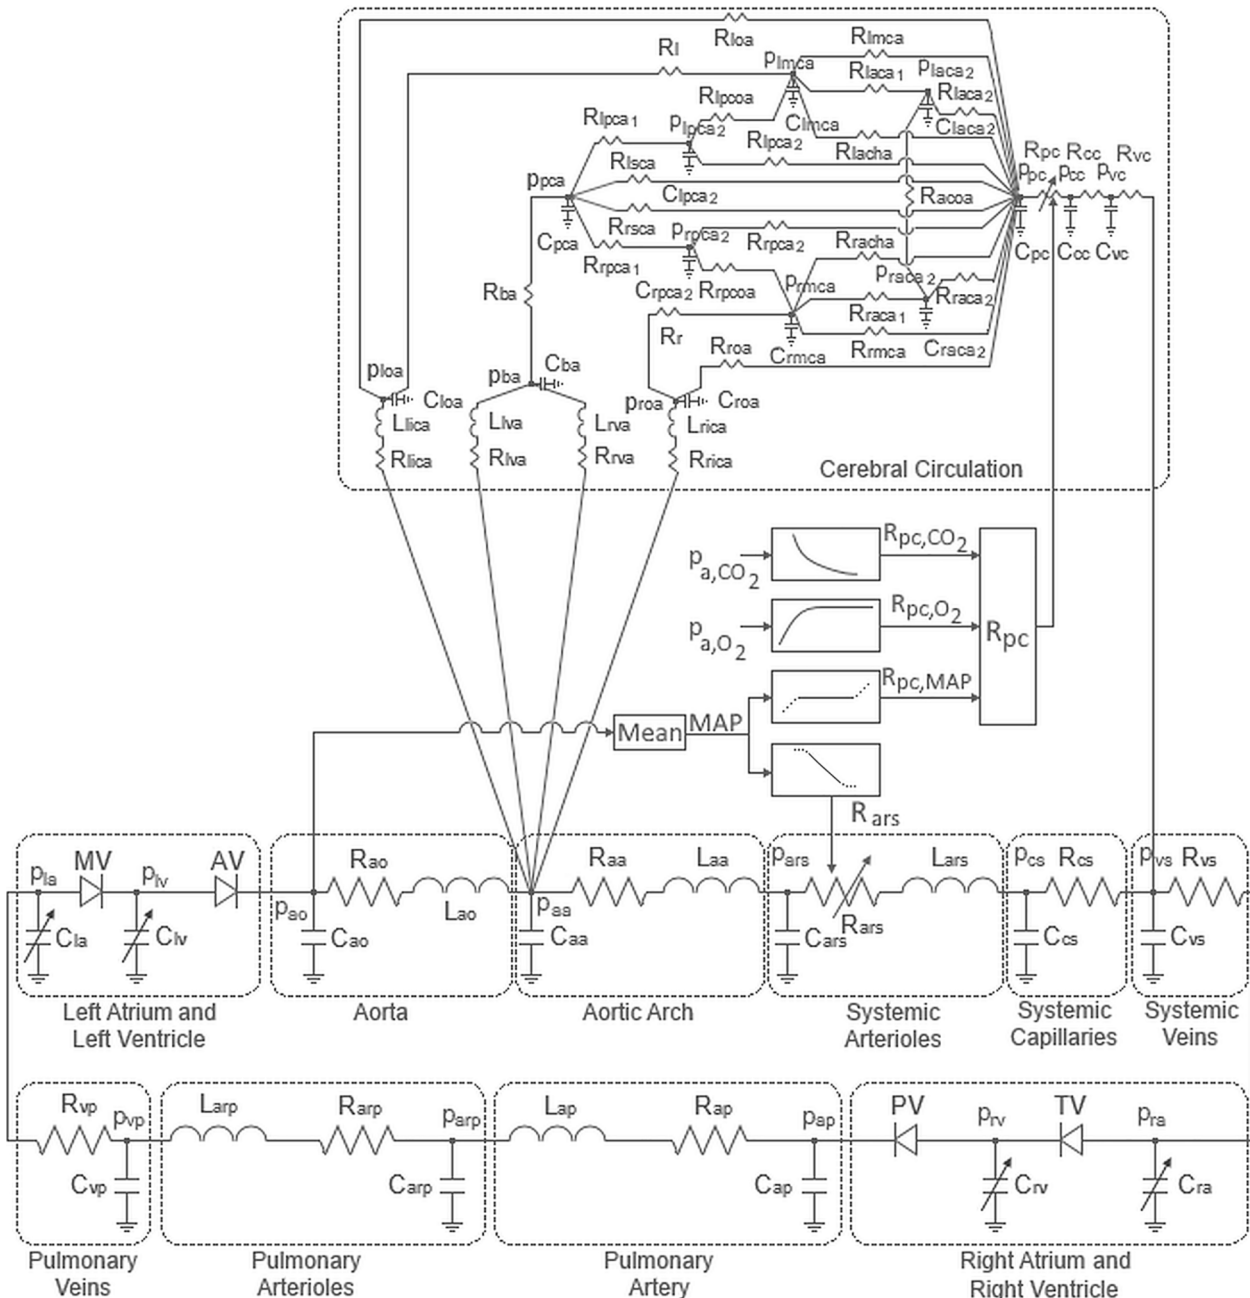 Rloa
Rlmca
Rl
plmca
Rlaca1
placa2
Rlaca2
Rlpcoa
Rlpca1
plpca2
Clmca
Claca2
Rlpca2
Rlacha
Rlsca
Rpc
Rcc
Rvc
ppc
pcc
pvc
ppca
Clpca2
Racoa
Cpca
Rrsca
prpca2
Rrpca2
Rracha
Cpc
Ccc
Cvc
Rrpca1
praca2
prmca
Rba
Crpca2
Rrpcoa
Rraca2
Rraca1
Rr
Rroa
Crmca
Rrmca
Craca2
ploa
pba
Cba
Cloa
proa
Croa
Llica
Llva
Lrva
Lrica
Rlica
Rlva
Rrva
Rrica
Cerebral Circulation
pa,CO2
Rpc,CO2
pa,O2
Rpc,O2
Rpc
Rpc,MAP
Mean
MAP
Rars
pla
MV
plv
AV
Rao
Raa
Laa
pars
Lars
pcs
Rcs
pvs
Rvs
pao
Lao
paa
Rars
Cla
Clv
Cao
Caa
Cars
Ccs
Cvs
Left Atrium and
Left Ventricle
Aorta
Aortic Arch
Systemic
Arterioles
Systemic
Capillaries
Systemic
Veins
Rvp
pvp
Larp
Rarp
parp
Lap
Rap
pap
PV
prv
TV
pra
Cvp
Carp
Cap
Crv
Cra
Pulmonary
Veins
Pulmonary
Arterioles
Pulmonary
Artery
Right Atrium and
Right Ventricle